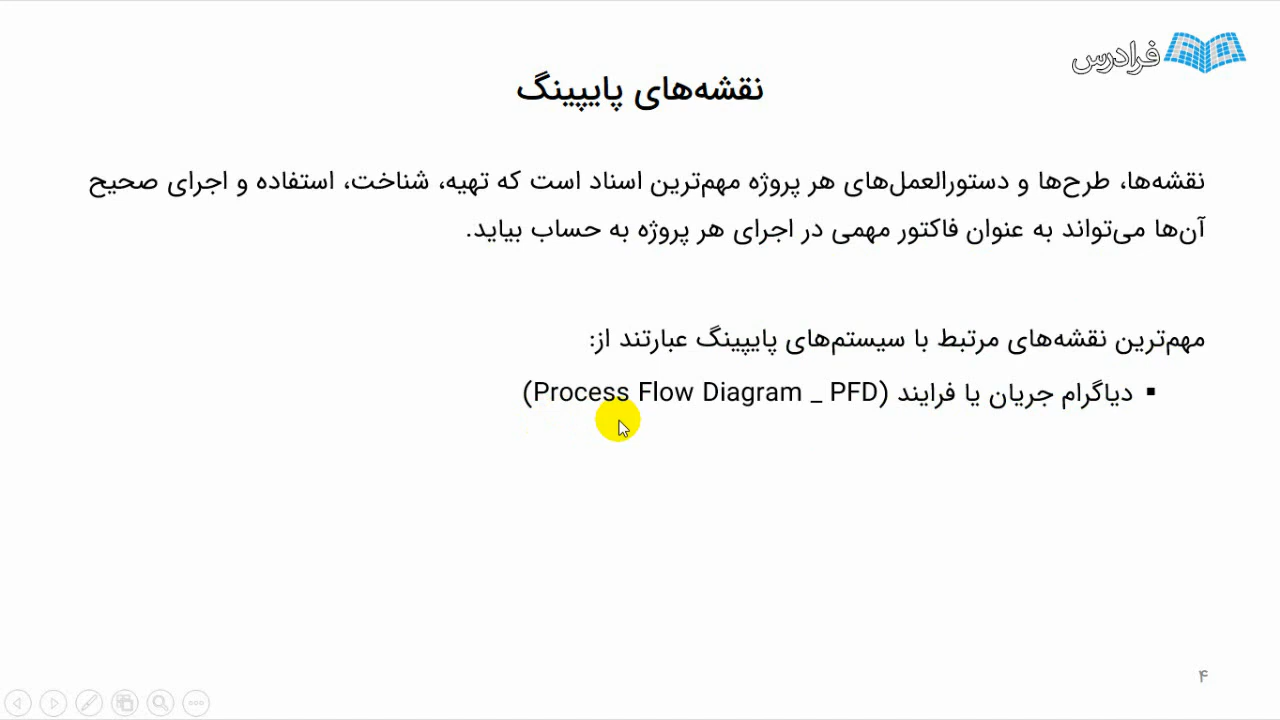 فرادرس
نقشه‌های پایپینگ
نقشه‌ها، طرح‌ها و دستورالعمل‌های هر پروژه مهم‌ترین اسناد است که تهیه، شناخت، استفاده و اجرای صحیح
آن‌ها می‌تواند به عنوان فاکتور مهمی در اجرای هر پروژه به حساب بیاید.
مهم‌ترین نقشه‌های مرتبط با سیستم‌های پایپینگ عبارتند از:
▪ دیاگرام جریان یا فرایند (Process Flow Diagram _ PFD)
۴